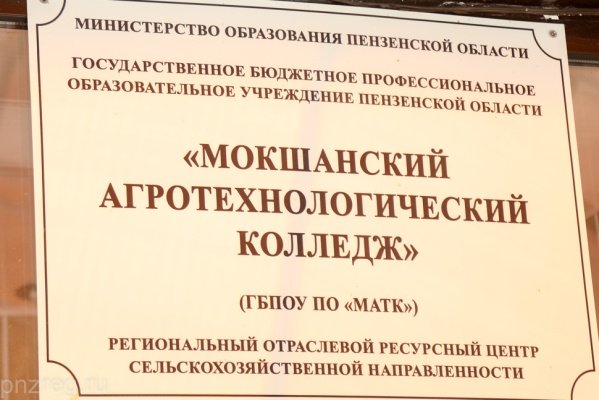 МИНИСТЕРСТВО ОБРАЗОВАНИЯ ПЕНЗЕНСКОЙ ОБЛАСТИ
ГОСУДАРСТВЕННОЕ БЮДЖЕТНОЕ ПРОФЕССИОНАЛЬНОЕ
ОБРАЗОВАТЕЛЬНОЕ УЧРЕЖДЕНИЕ ПЕНЗЕНСКОЙ ОБЛАСТИ
«МОКШАНСКИЙ
АГРОТЕХНОЛОГИЧЕСКИЙ
КОЛЛЕДЖ»
(ГБПОУ ПО «МАТК»)
РЕГИОНАЛЬНЫЙ ОТРАСЛЕВОЙ РЕСУРСНЫЙ ЦЕНТР
СЕЛЬСКОХОЗЯЙСТВЕННОЙ НАПРАВЛЕННОСТИ
pnzreg.ru